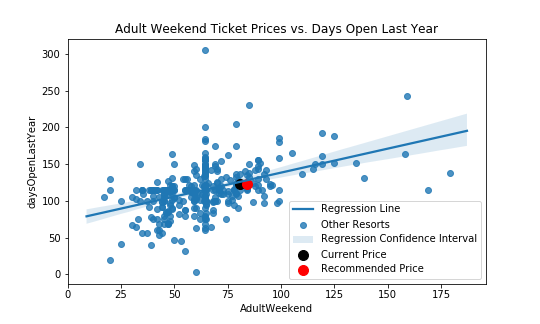 Adult Weekend Ticket Prices vs. Days Open Last Year
300
250
200
150
100
50
0
daysOpenLastYear
0 25 50 75 100 125 150 175
AdultWeekend
Regression Line
Other Resorts
Regression Confidence Interval
Current Price
Recommended Price